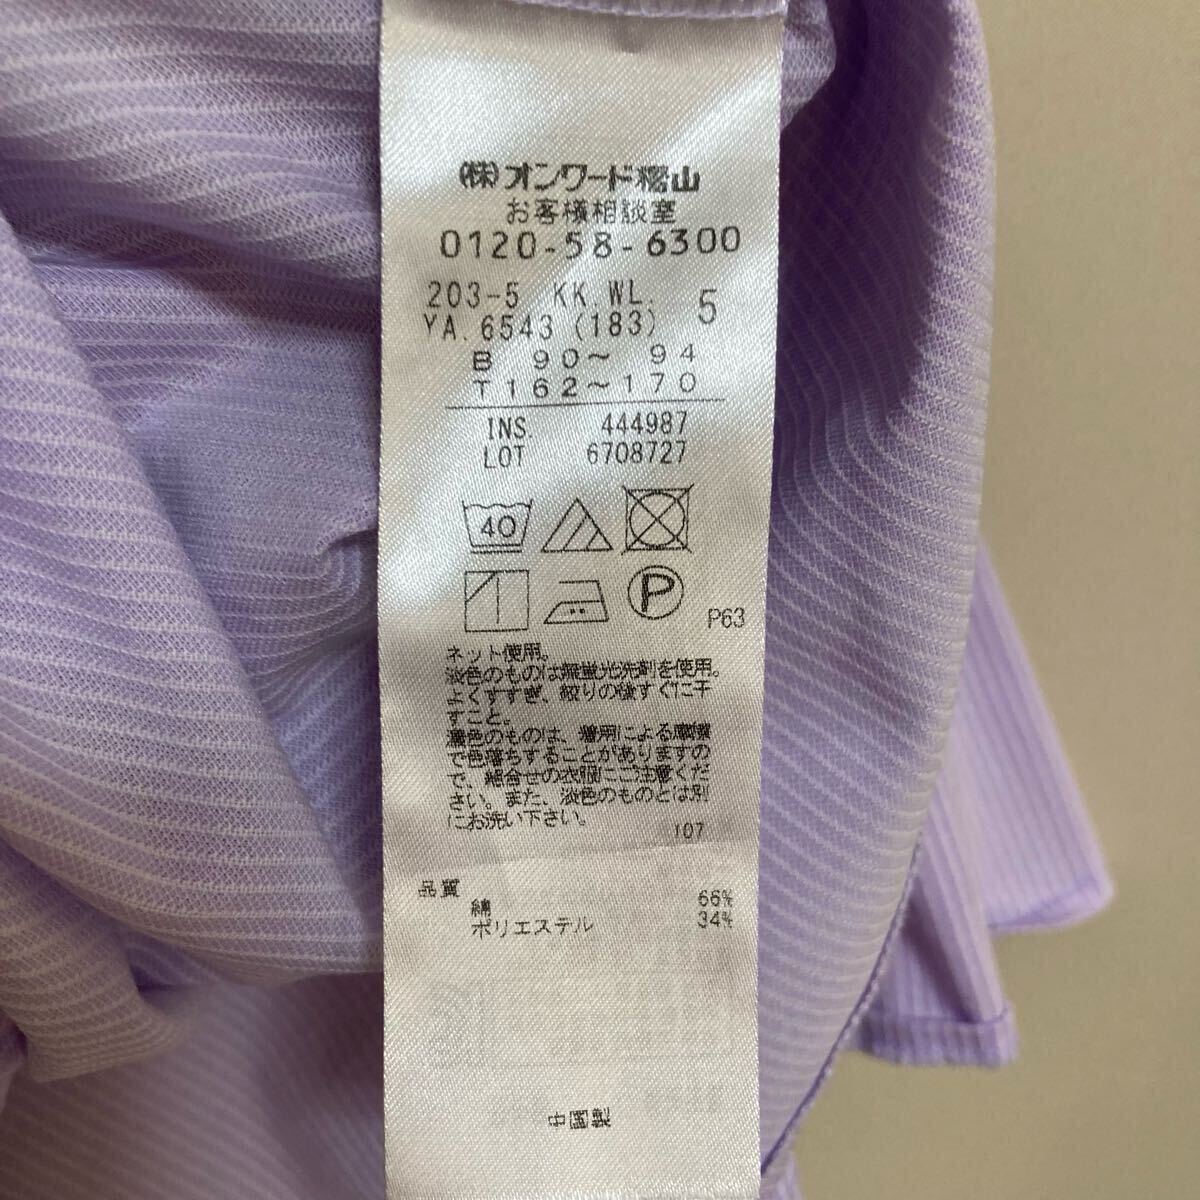 (株)オンワード樫山
お客様相談室
0120-58-6300
203-5 KK.WL. 5
YA.6543 (183)
B 90～ 94
T 162～170
INS. 444987
LOT 6708727
40
P
P63
ネット使用。
淡色のものは無蛍光洗剤を使用。
よくすすぎ、絞りの後すぐに干
すこと。
濃色のものは、着用による摩擦
で色落ちすることがありますの
で、組合せの衣服にご注意くだ
さい。また、淡色のものとは別
にお洗い下さい。
107
品質
綿 66%
ポリエステル 34%
中国製